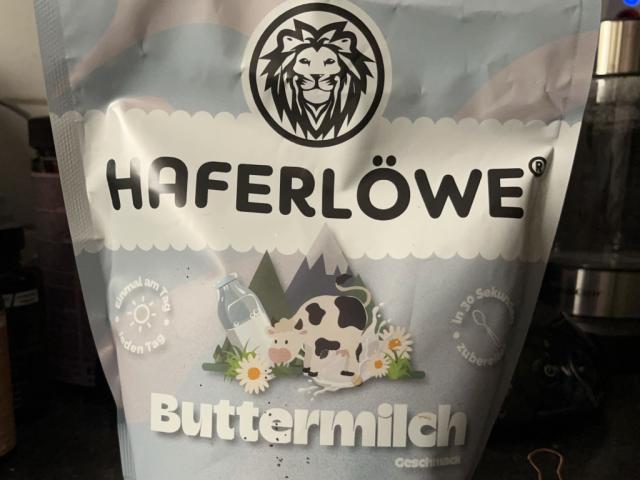 HAFERLÖWE®
einmal am Tag
jeden Tag
in 30 Sekunden
zubereitet
Buttermilch
Geschmack